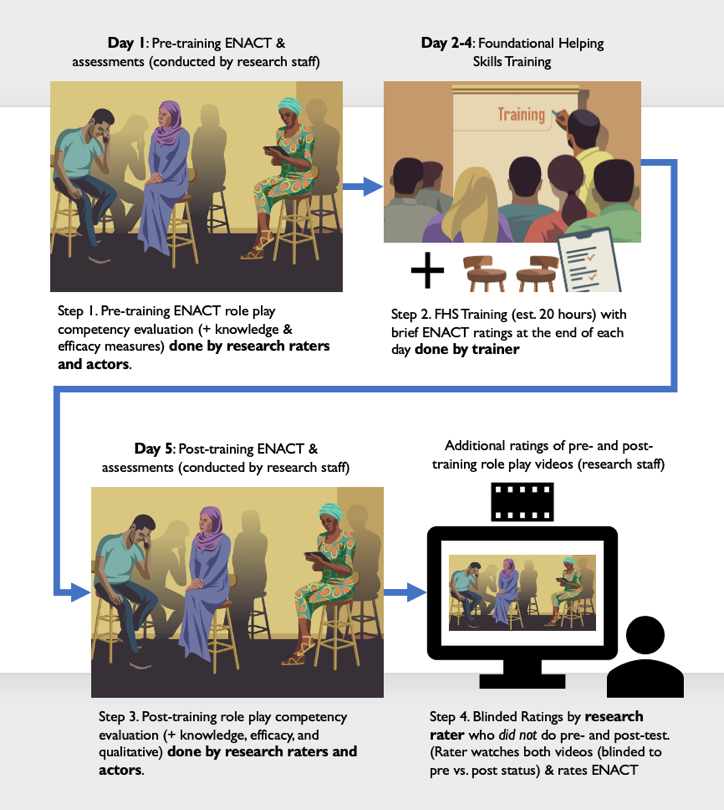 Day 1: Pre-training ENACT &
assessments (conducted by research staff)
Day 2-4: Foundational Helping
Skills Training
Training
Step 1. Pre-training ENACT role play
competency evaluation (+ knowledge &
efficacy measures) done by research raters
and actors.
Step 2. FHS Training (est. 20 hours) with
brief ENACT ratings at the end of each
day done by trainer
Day 5: Post-training ENACT &
assessments (conducted by research staff)
Additional ratings of pre- and post-
training role play videos (research staff)
Step 3. Post-training role play competency
evaluation (+ knowledge, efficacy, and
qualitative) done by research raters and
actors.
Step 4. Blinded Ratings by research
rater who did not do pre- and post-test.
(Rater watches both videos (blinded to
pre vs. post status) & rates ENACT